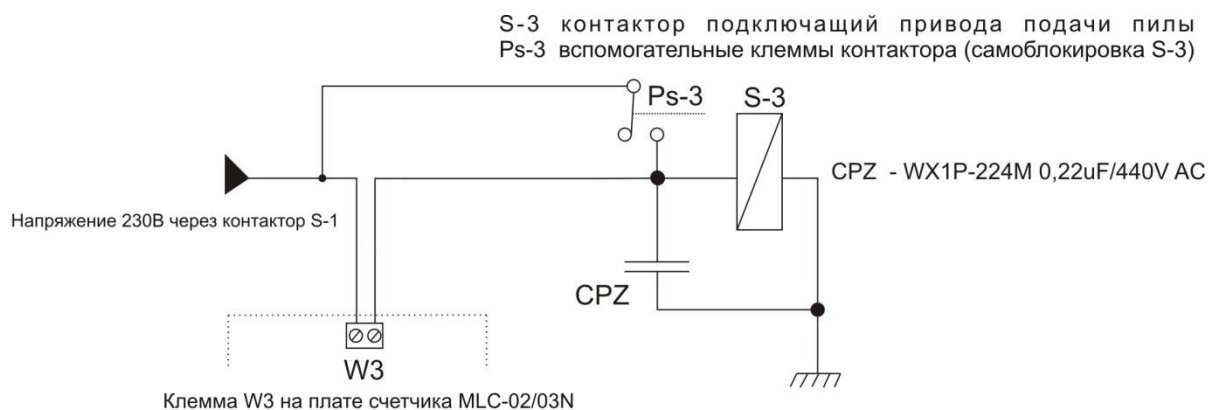 S-3 контактор подключащий привода подачи пилы
Ps-3 вспомогательные клеммы контактора (самоблокировка S-3)
Ps-3
S-3
CPZ - WX1P-224M 0,22uF/440V AC
Напряжение 230В через контактор S-1
CPZ
W3
Клемма W3 на плате счетчика MLC-02/03N